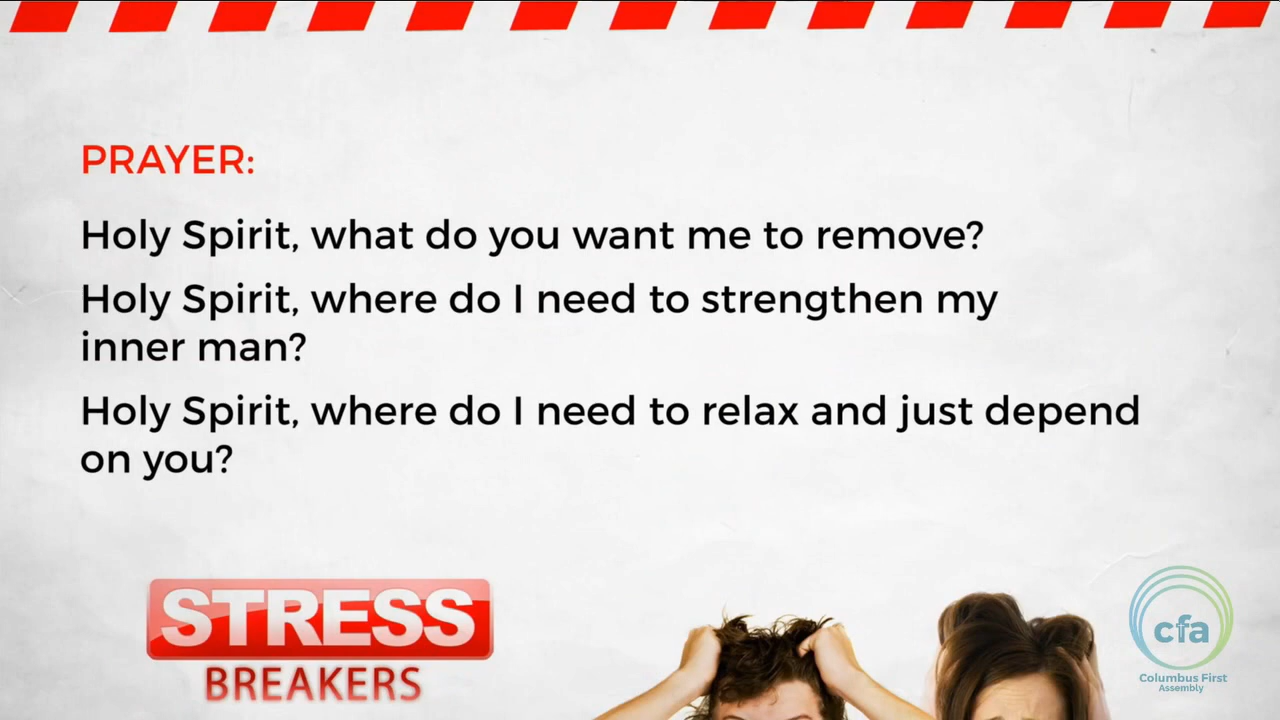 PRAYER:
Holy Spirit, what do you want me to remove?
Holy Spirit, where do I need to strengthen my
inner man?
Holy Spirit, where do I need to relax and just depend
on you?
STRESS
BREAKERS
cfa
Columbus First
Assembly